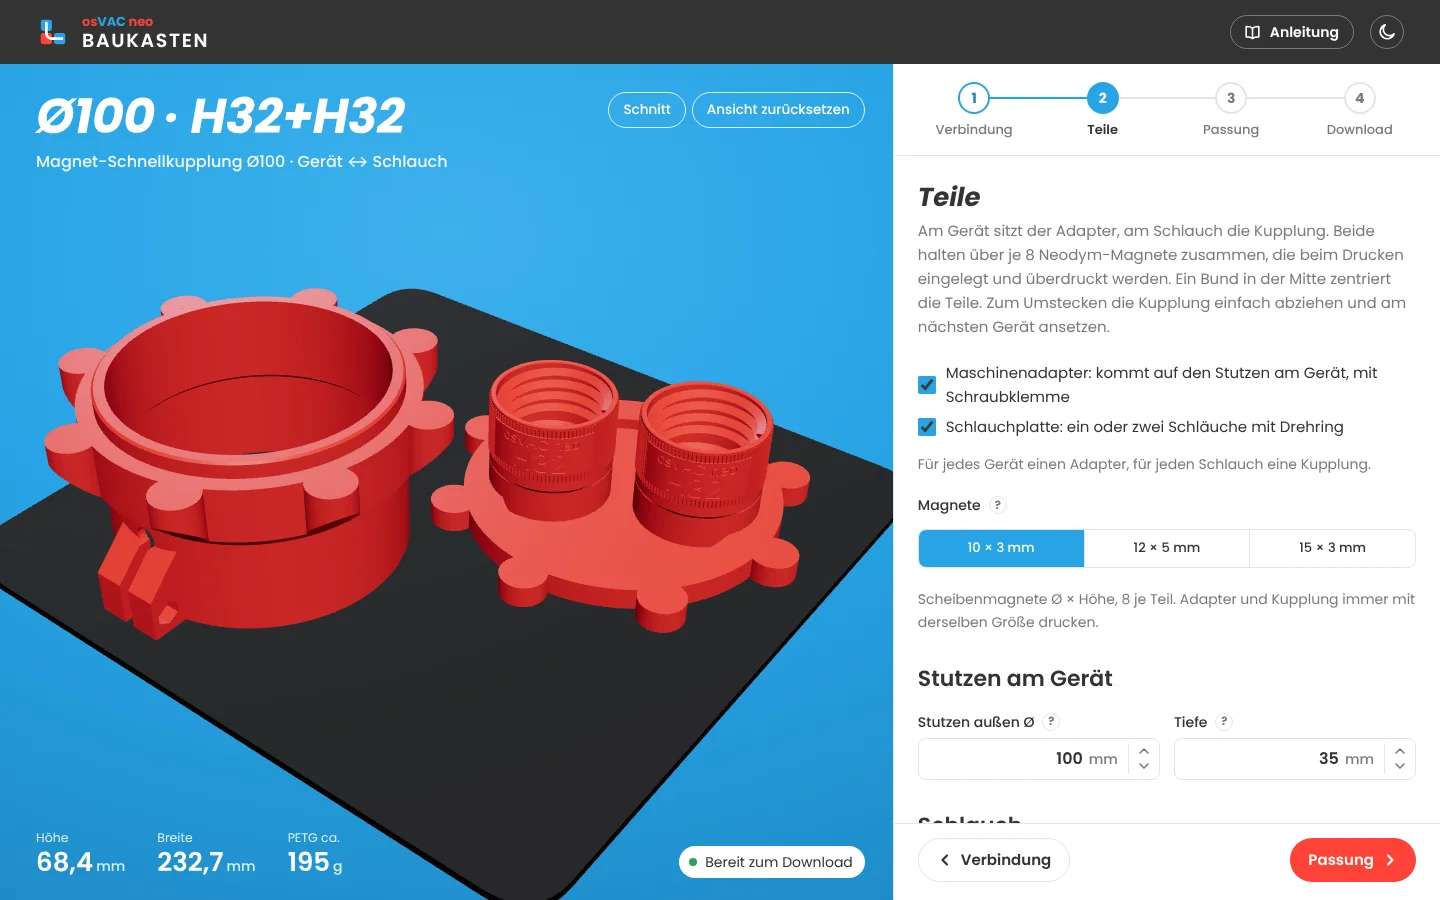 osVAC neo
BAUKASTEN
Anleitung
Ø100 · H32+H32
Magnet-Schnellkupplung Ø100 · Gerät ↔ Schlauch
Schnitt
Ansicht zurücksetzen
1
2
3
4
Verbindung
Teile
Passung
Download
Teile
Am Gerät sitzt der Adapter, am Schlauch die Kupplung. Beide
halten über je 8 Neodym-Magnete zusammen, die beim Drucken
eingelegt und überdruckt werden. Ein Bund in der Mitte zentriert
die Teile. Zum Umstecken die Kupplung einfach abziehen und am
nächsten Gerät ansetzen.
Maschinenadapter: kommt auf den Stutzen am Gerät, mit
Schraubklemme
Schlauchplatte: ein oder zwei Schläuche mit Drehring
Für jedes Gerät einen Adapter, für jeden Schlauch eine Kupplung.
Magnete ?
10 × 3 mm
12 × 5 mm
15 × 3 mm
Scheibenmagnete Ø × Höhe, 8 je Teil. Adapter und Kupplung immer mit
derselben Größe drucken.
Stutzen am Gerät
Stutzen außen Ø ?
Tiefe ?
100 mm
35 mm
Schlauch
Verbindung
Passung
Höhe
68,4 mm
Breite
232,7 mm
PETG ca.
195 g
Bereit zum Download